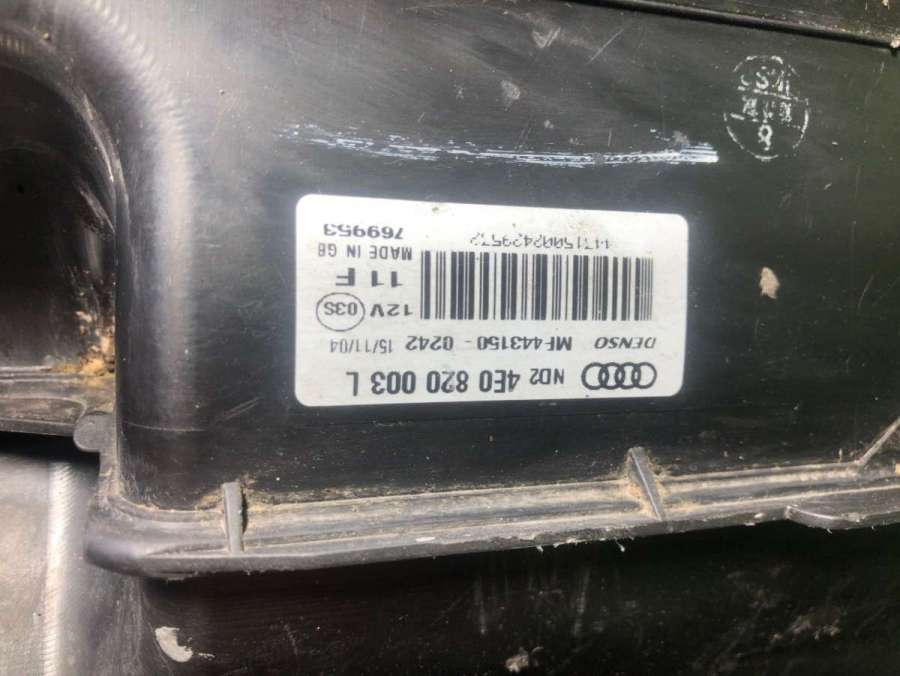 ND2 4E0 820 003 L
DENSO MF443150 - 0242 15/11/04
12V 03S
11 F
MADE IN GB
769953